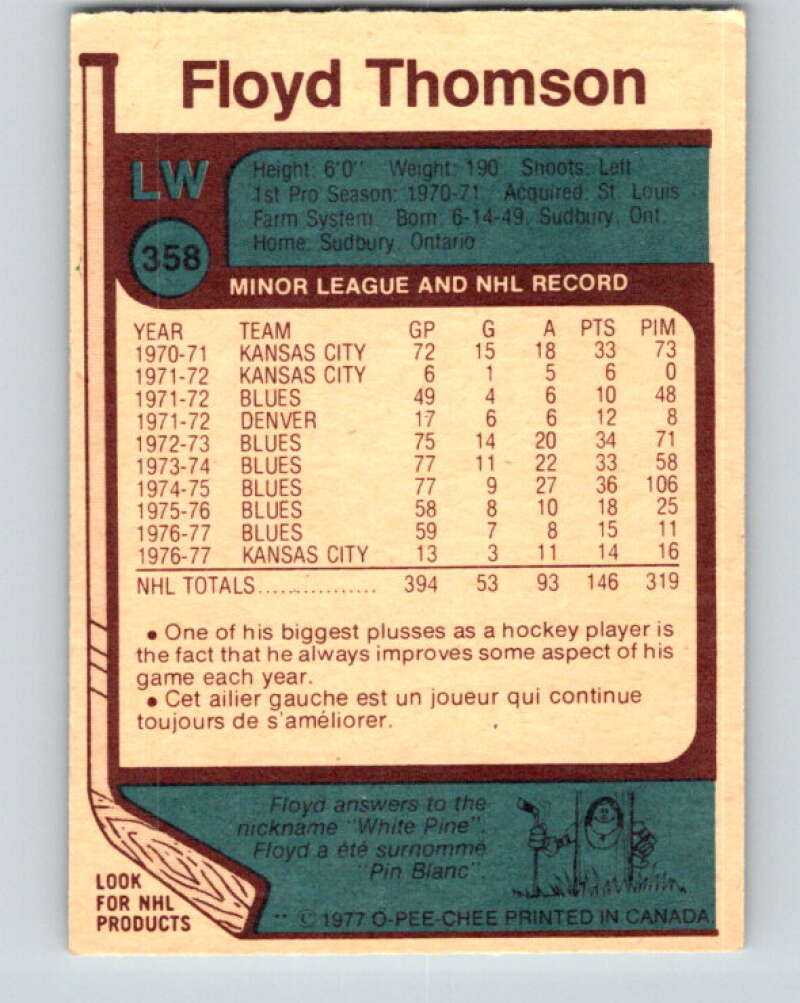 Floyd Thomson
LW
358
Height: 6'0'' Weight: 190 Shoots: Left
1st Pro Season: 1970-71 Acquired: St. Louis
Farm System Born: 6-14-49, Sudbury, Ont.
Home: Sudbury, Ontario
MINOR LEAGUE AND NHL RECORD
YEAR TEAM GP G A PTS PIM
1970-71 KANSAS CITY 72 15 18 33 73
1971-72 KANSAS CITY 6 1 5 6 0
1971-72 BLUES 49 4 6 10 48
1971-72 DENVER 17 6 6 12 8
1972-73 BLUES 75 14 20 34 71
1973-74 BLUES 77 11 22 33 58
1974-75 BLUES 77 9 27 36 106
1975-76 BLUES 58 8 10 18 25
1976-77 BLUES 59 7 8 15 11
1976-77 KANSAS CITY 13 3 11 14 16
NHL TOTALS................ 394 53 93 146 319
• One of his biggest plusses as a hockey player is
the fact that he always improves some aspect of his
game each year.
• Cet ailier gauche est un joueur qui continue
toujours de s'améliorer.
Floyd answers to the
nickname "White Pine".
Floyd a été surnommé
"Pin Blanc".
LOOK
FOR NHL
PRODUCTS
** © 1977 O-PEE-CHEE PRINTED IN CANADA.